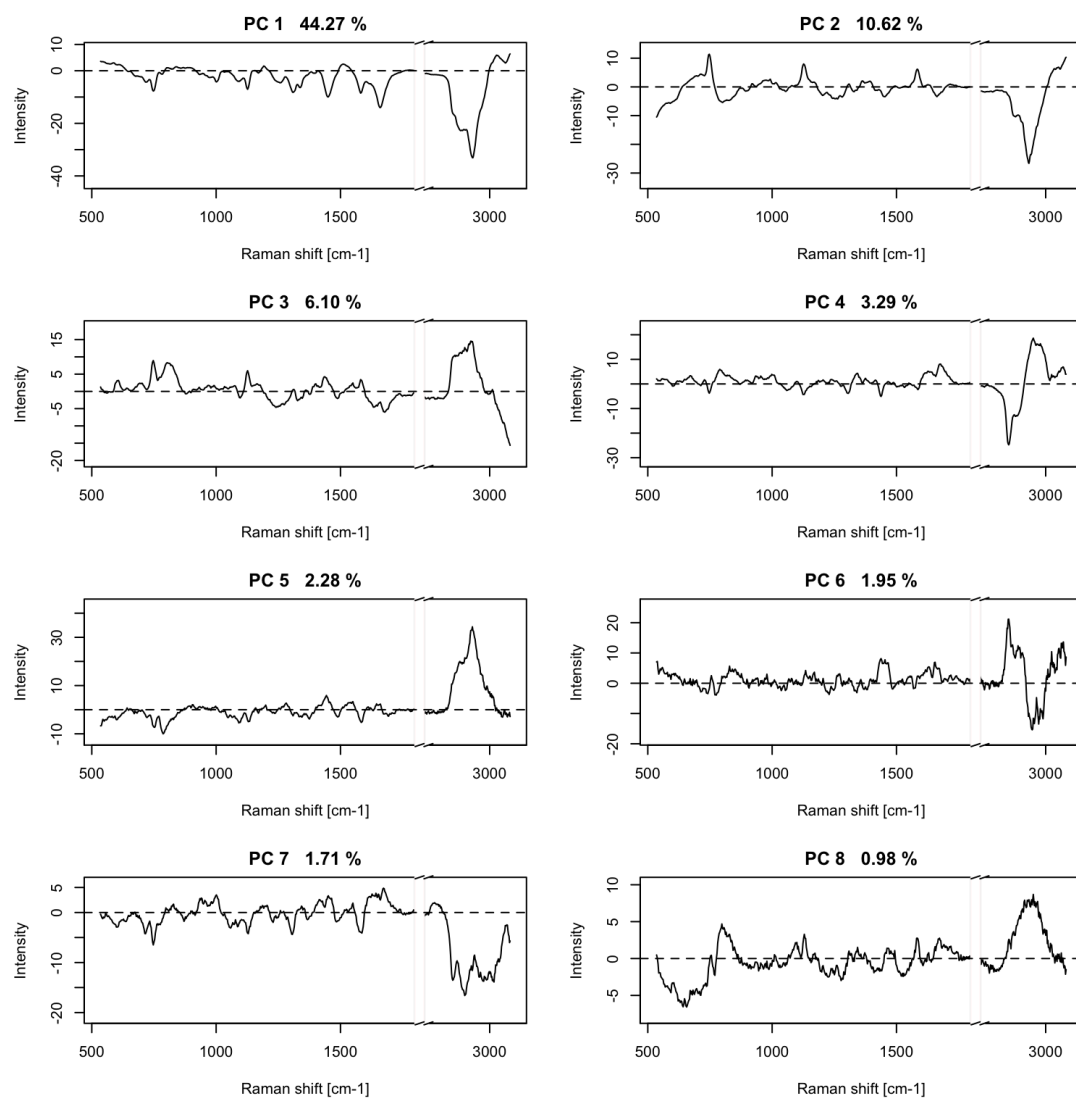 PC 1 44.27 %
Intensity
10
0
-20
-40
500
1000
1500
3000
Raman shift [cm-1]
PC 2 10.62 %
Intensity
10
0
-10
-30
500
1000
1500
3000
Raman shift [cm-1]
PC 3 6.10 %
Intensity
15
5
-5
-20
500
1000
1500
3000
Raman shift [cm-1]
PC 4 3.29 %
Intensity
10
-10
-30
500
1000
1500
3000
Raman shift [cm-1]
PC 5 2.28 %
Intensity
30
10
-10
500
1000
1500
3000
Raman shift [cm-1]
PC 6 1.95 %
Intensity
20
10
0
-20
500
1000
1500
3000
Raman shift [cm-1]
PC 7 1.71 %
Intensity
5
0
-10
-20
500
1000
1500
3000
Raman shift [cm-1]
PC 8 0.98 %
Intensity
10
5
0
-5
500
1000
1500
3000
Raman shift [cm-1]